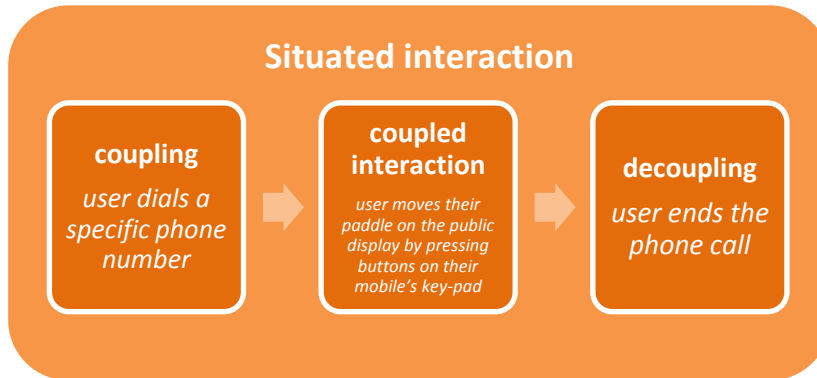 Situated interaction
coupling
user dials a
specific phone
number
coupled
interaction
user moves their
paddle on the public
display by pressing
buttons on their
mobile's key-pad
decoupling
user ends the
phone call